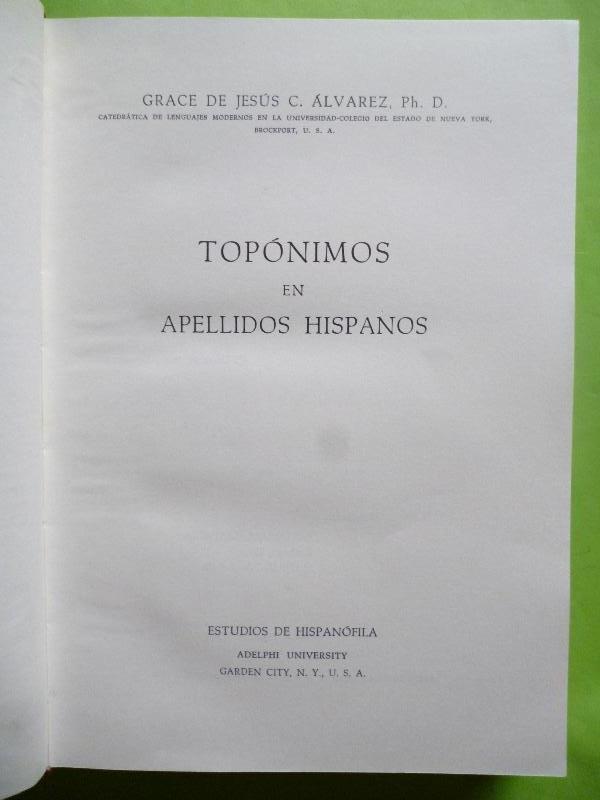 GRACE DE JESÚS C. ÁLVAREZ, Ph. D.
CATEDRÁTICA DE LENGUAJES MODERNOS EN LA UNIVERSIDAD-COLEGIO DEL ESTADO DE NUEVA YORK,
BROCKPORT, U. S. A.
TOPÓNIMOS
EN
APELLIDOS HISPANOS
ESTUDIOS DE HISPANÓFILA
ADELPHI UNIVERSITY
GARDEN CITY, N. Y., U. S. A.